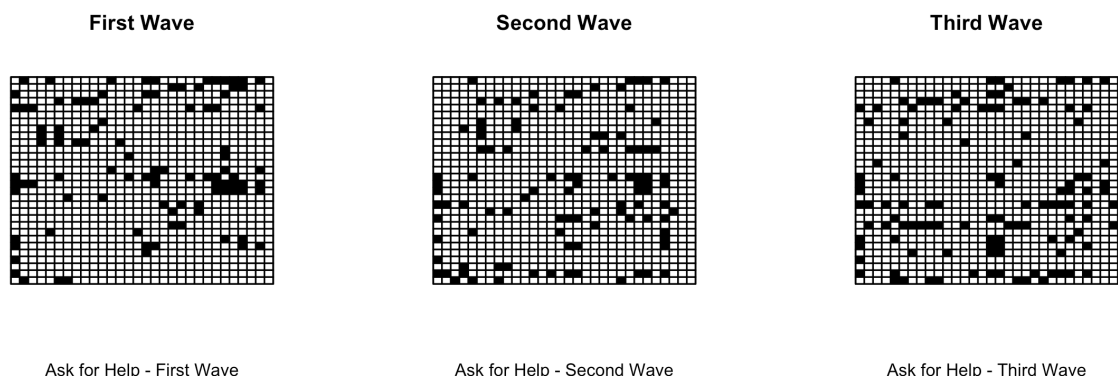 First Wave
Second Wave
Third Wave
Ask for Help - First Wave
Ask for Help - Second Wave
Ask for Help - Third Wave